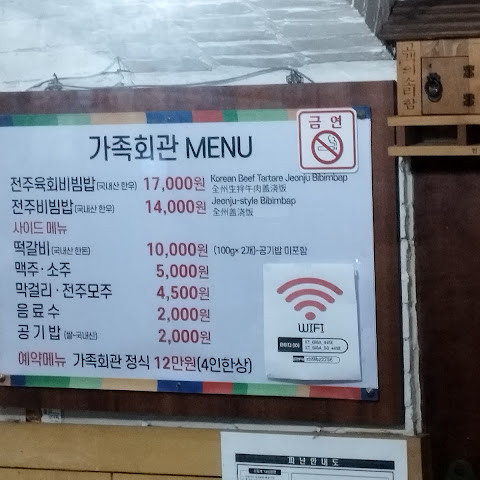 가족회관 MENU
금연
전주육회비빔밥(국내산 한우) 17,000원 Korean Beef Tartare Jeonju Bibimbap
全州生拌牛肉盖浇饭
전주비빔밥(국내산 한우) 14,000원 Jeonju-style Bibimbap
全州盖浇饭
사이드 메뉴
떡갈비(국내산 한돈) 10,000원 (100g×2개)-공기밥 미포함
맥주·소주 5,000원
막걸리·전주모주 4,500원
음료수 2,000원
공기밥(쌀-국내산) 2,000원
예약메뉴 가족회관 정식 12만원(4인한상)
WIFI
피난안내도